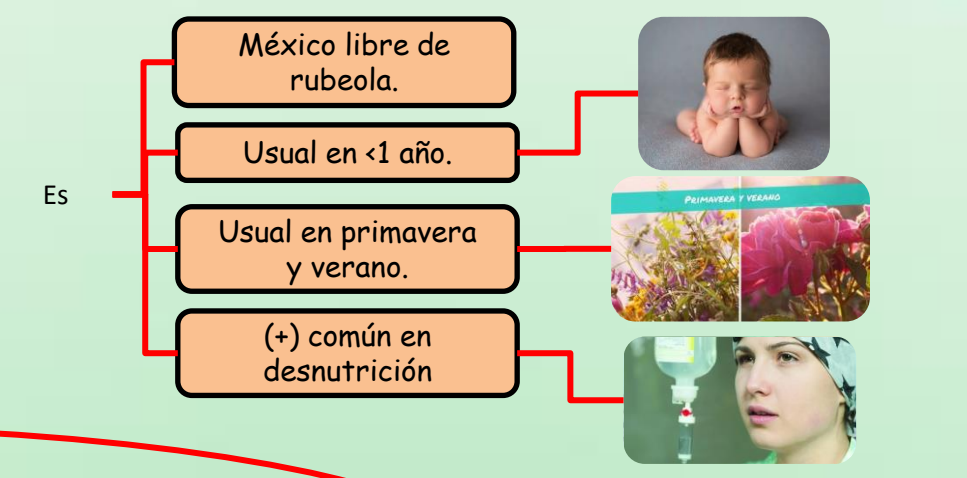 México libre de
rubeola.
Usual en <1 año.
Es
Usual en primavera
y verano.
PRIMAVERA Y VERANO
(+) común en
desnutrición